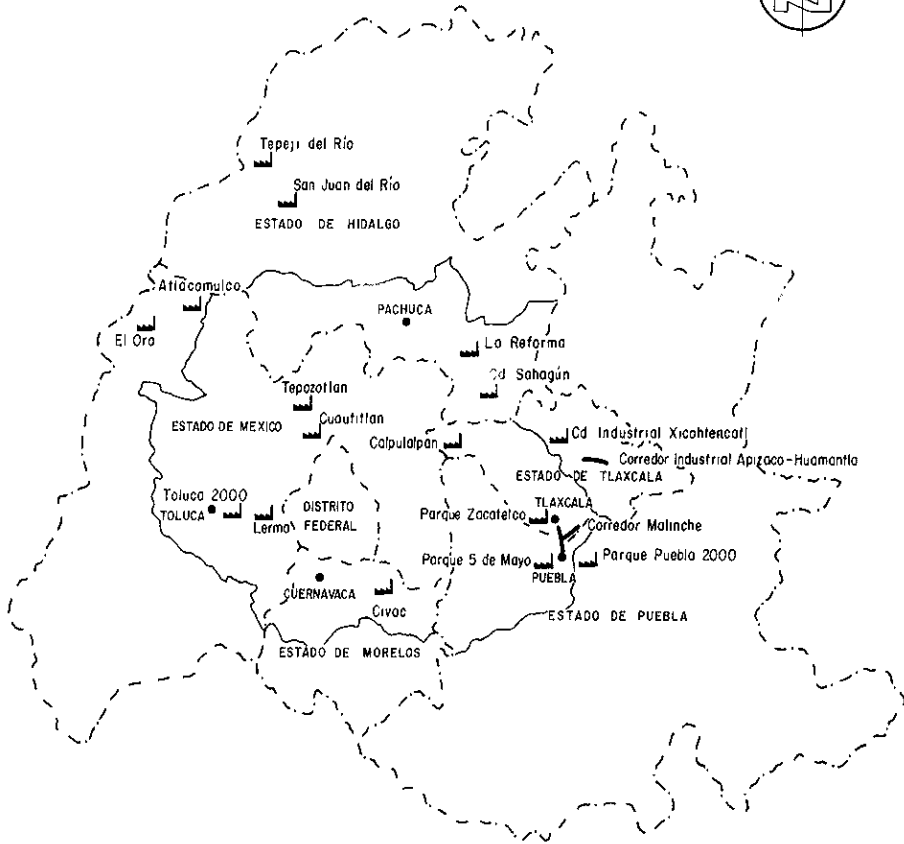 N
Tepeji del Río
San Juan del Río
ESTADO DE HIDALGO
Atlacomulco
El Oro
PACHUCA
La Reforma
Cd Sahagún
Tepozotlan
Cuautitlan
ESTADO DE MEXICO
Calpulalpan
Cd Industrial Xicohtencatl
Corredor Industrial Apizaco-Huamantla
ESTADO DE TLAXCALA
Toluca 2000
TOLUCA
Lerma
DISTRITO
FEDERAL
TLAXCALA
Parque Zacatelco
Corredor Malinche
Parque 5 de Mayo
Parque Puebla 2000
PUEBLA
CUERNAVACA
Civac
ESTADO DE PUEBLA
ESTADO DE MORELOS